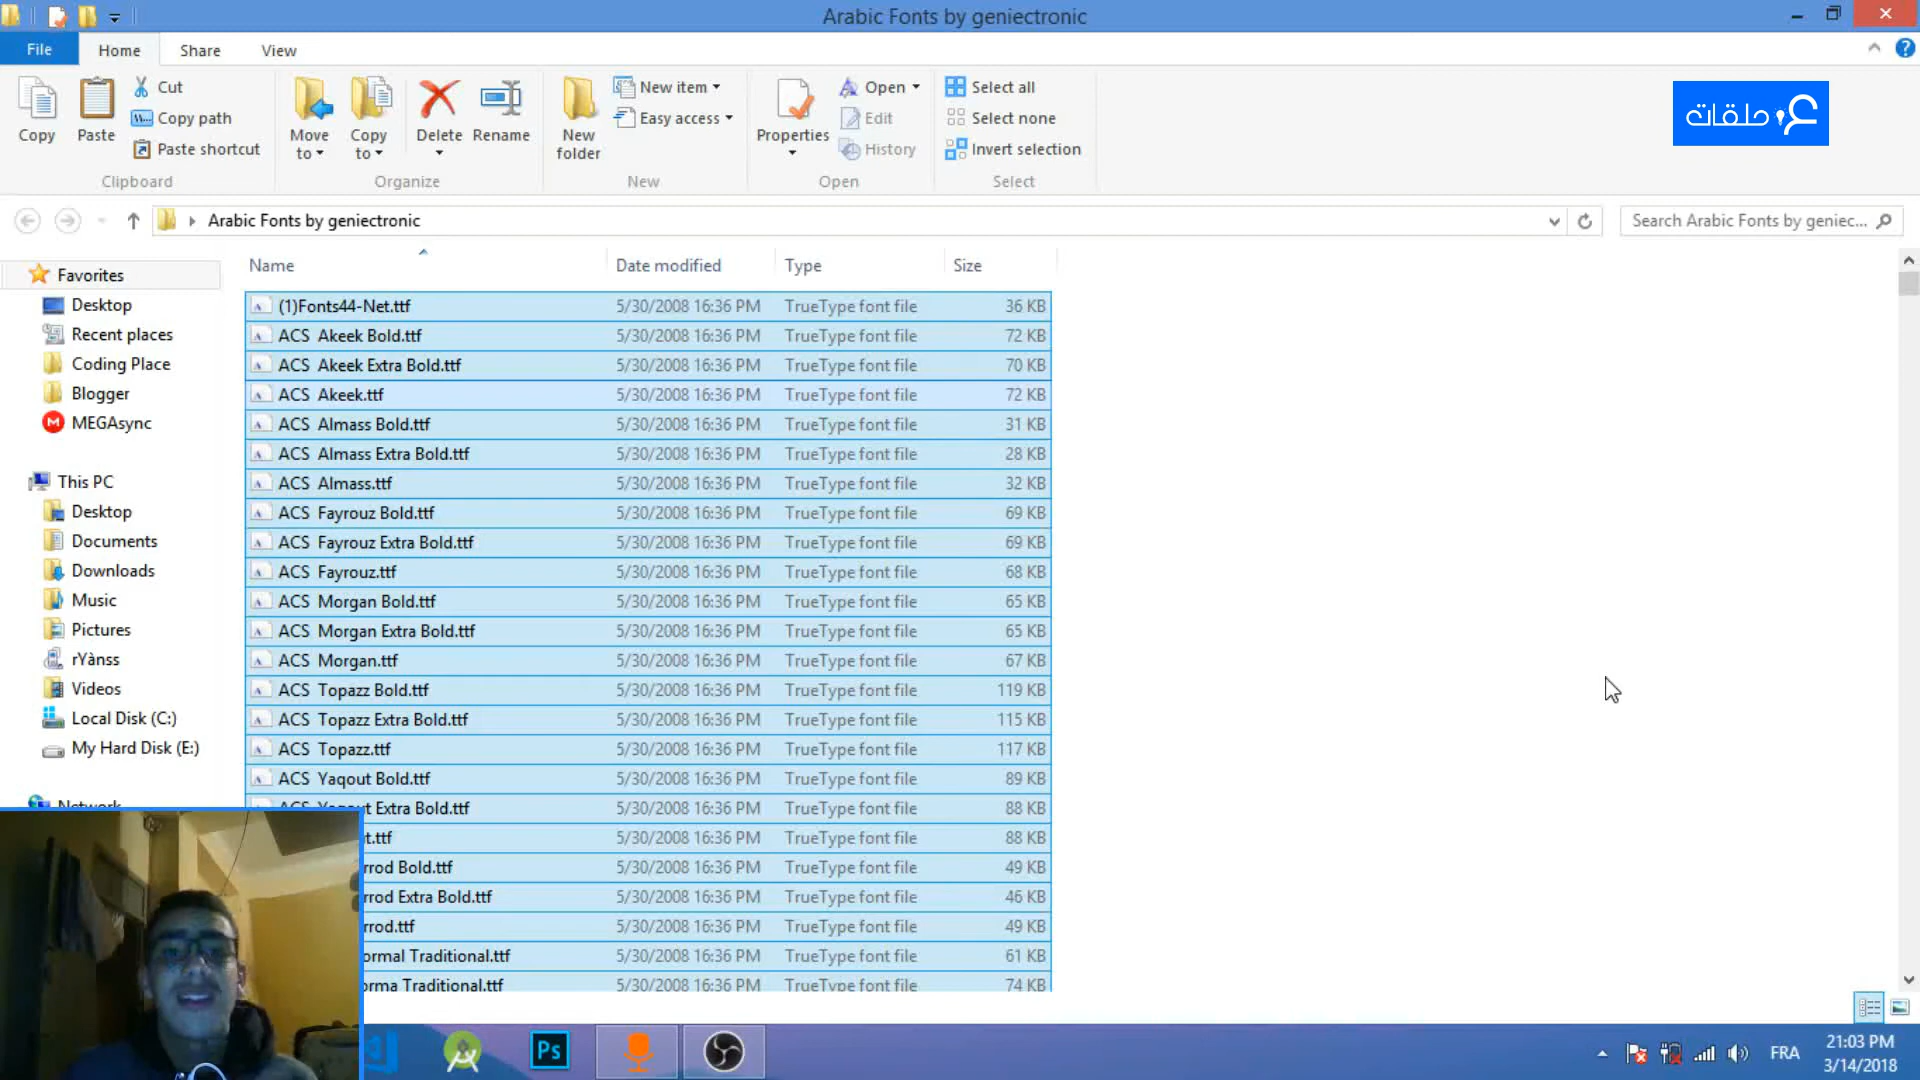 Arabic Fonts by geniectronic
File Home Share View
Copy
Paste
Cut
Copy path
Paste shortcut
Clipboard
Move to
Copy to
Delete
Rename
Organize
New folder
New item
Easy access
New
Properties
Open
Edit
History
Open
Select all
Select none
Invert selection
Select
حلقات
Arabic Fonts by geniectronic
Search Arabic Fonts by geniec...
Favorites
Desktop
Recent places
Coding Place
Blogger
MEGAsync
This PC
Desktop
Documents
Downloads
Music
Pictures
rYànss
Videos
Local Disk (C:)
My Hard Disk (E:)
Network
Name Date modified Type Size
(1)Fonts44-Net.ttf 5/30/2008 16:36 PM TrueType font file 36 KB
ACS Akeek Bold.ttf 5/30/2008 16:36 PM TrueType font file 72 KB
ACS Akeek Extra Bold.ttf 5/30/2008 16:36 PM TrueType font file 70 KB
ACS Akeek.ttf 5/30/2008 16:36 PM TrueType font file 72 KB
ACS Almass Bold.ttf 5/30/2008 16:36 PM TrueType font file 31 KB
ACS Almass Extra Bold.ttf 5/30/2008 16:36 PM TrueType font file 28 KB
ACS Almass.ttf 5/30/2008 16:36 PM TrueType font file 32 KB
ACS Fayrouz Bold.ttf 5/30/2008 16:36 PM TrueType font file 69 KB
ACS Fayrouz Extra Bold.ttf 5/30/2008 16:36 PM TrueType font file 69 KB
ACS Fayrouz.ttf 5/30/2008 16:36 PM TrueType font file 68 KB
ACS Morgan Bold.ttf 5/30/2008 16:36 PM TrueType font file 65 KB
ACS Morgan Extra Bold.ttf 5/30/2008 16:36 PM TrueType font file 65 KB
ACS Morgan.ttf 5/30/2008 16:36 PM TrueType font file 67 KB
ACS Topazz Bold.ttf 5/30/2008 16:36 PM TrueType font file 119 KB
ACS Topazz Extra Bold.ttf 5/30/2008 16:36 PM TrueType font file 115 KB
ACS Topazz.ttf 5/30/2008 16:36 PM TrueType font file 117 KB
ACS Yaqout Bold.ttf 5/30/2008 16:36 PM TrueType font file 89 KB
ACS Yaqout Extra Bold.ttf 5/30/2008 16:36 PM TrueType font file 88 KB
t.ttf 5/30/2008 16:36 PM TrueType font file 88 KB
rrod Bold.ttf 5/30/2008 16:36 PM TrueType font file 49 KB
rrod Extra Bold.ttf 5/30/2008 16:36 PM TrueType font file 46 KB
rrod.ttf 5/30/2008 16:36 PM TrueType font file 49 KB
ormal Traditional.ttf 5/30/2008 16:36 PM TrueType font file 61 KB
orma Traditional.ttf 5/30/2008 16:36 PM TrueType font file 74 KB
Ps
FRA
21:03 PM
3/14/2018